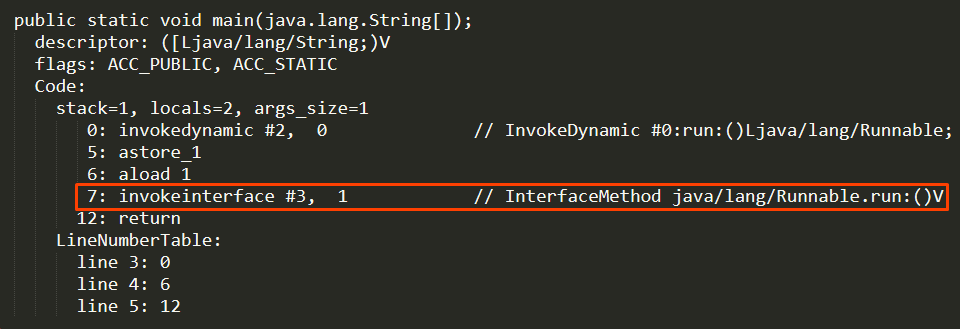 public static void main(java.lang.String[]);
descriptor: ([Ljava/lang/String;)V
flags: ACC_PUBLIC, ACC_STATIC
Code:
stack=1, locals=2, args_size=1
0: invokedynamic #2,  0             // InvokeDynamic #0:run:()Ljava/lang/Runnable;
5: astore_1
6: aload_1
7: invokeinterface #3,  1           // InterfaceMethod java/lang/Runnable.run:()V
12: return
LineNumberTable:
line 3: 0
line 4: 6
line 5: 12